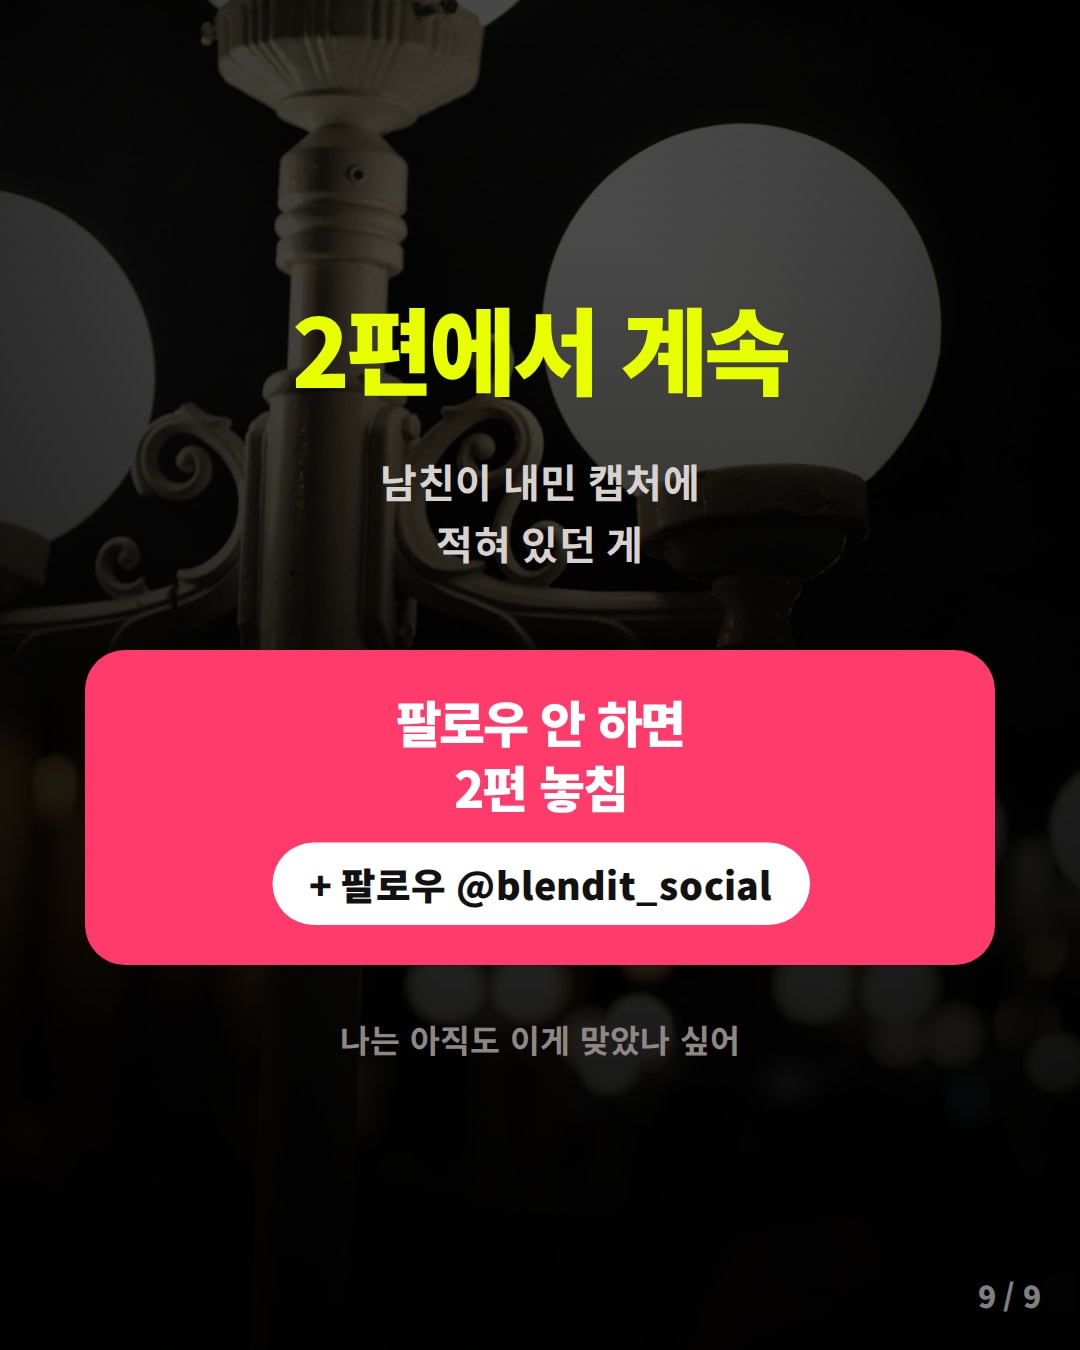 2편에서 계속
남친이 내민 캡처에
적혀 있던 게
팔로우 안 하면
2편 놓침
+ 팔로우 @blendit_social
나는 아직도 이게 맞았나 싶어
9 / 9